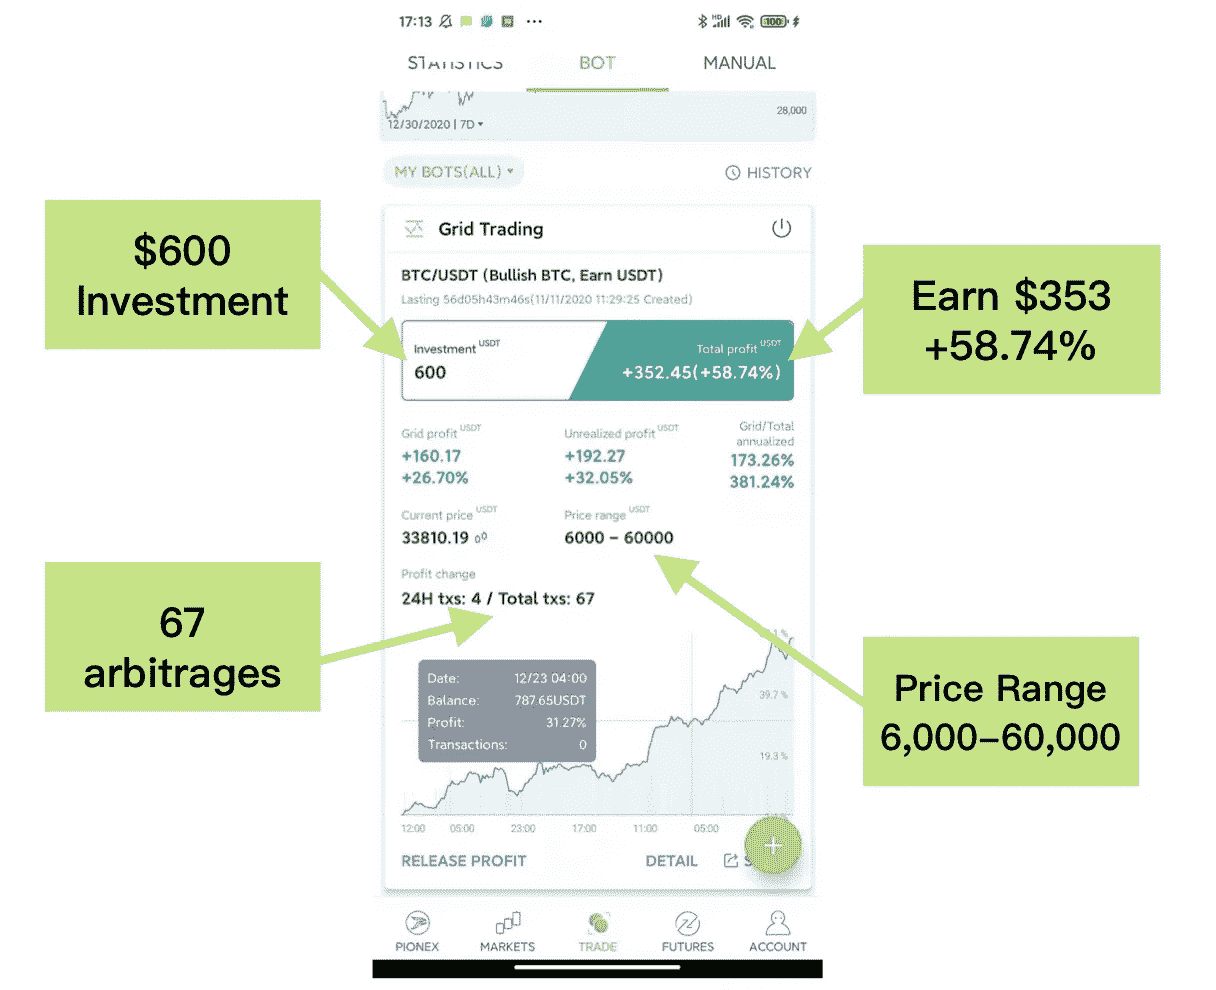 17:13
100
STATISTICS BOT MANUAL
28,000
12/30/2020 | 7D
MY BOTS(ALL)
HISTORY
Grid Trading
BTC/USDT (Bullish BTC, Earn USDT)
Lasting 56d05h43m46s(11/11/2020 11:29:25 Created)
Investment USDT
600
Total profit USDT
+352.45(+58.74%)
Grid profit USDT
+160.17
+26.70%
Unrealized profit USDT
+192.27
+32.05%
Grid/Total
annualized
173.26%
381.24%
Current price USDT
33810.19
Price range USDT
6000 – 60000
Profit change
24H txs: 4 / Total txs: 67
39.7 %
19.3 %
Date: 12/23 04:00
Balance: 787.65USDT
Profit: 31.27%
Transactions: 0
12:00 05:00 23:00 17:00 11:00 05:00
RELEASE PROFIT
DETAIL
PIONEX MARKETS TRADE FUTURES ACCOUNT
$600
Investment
Earn $353
+58.74%
67
arbitrages
Price Range
6,000–60,000